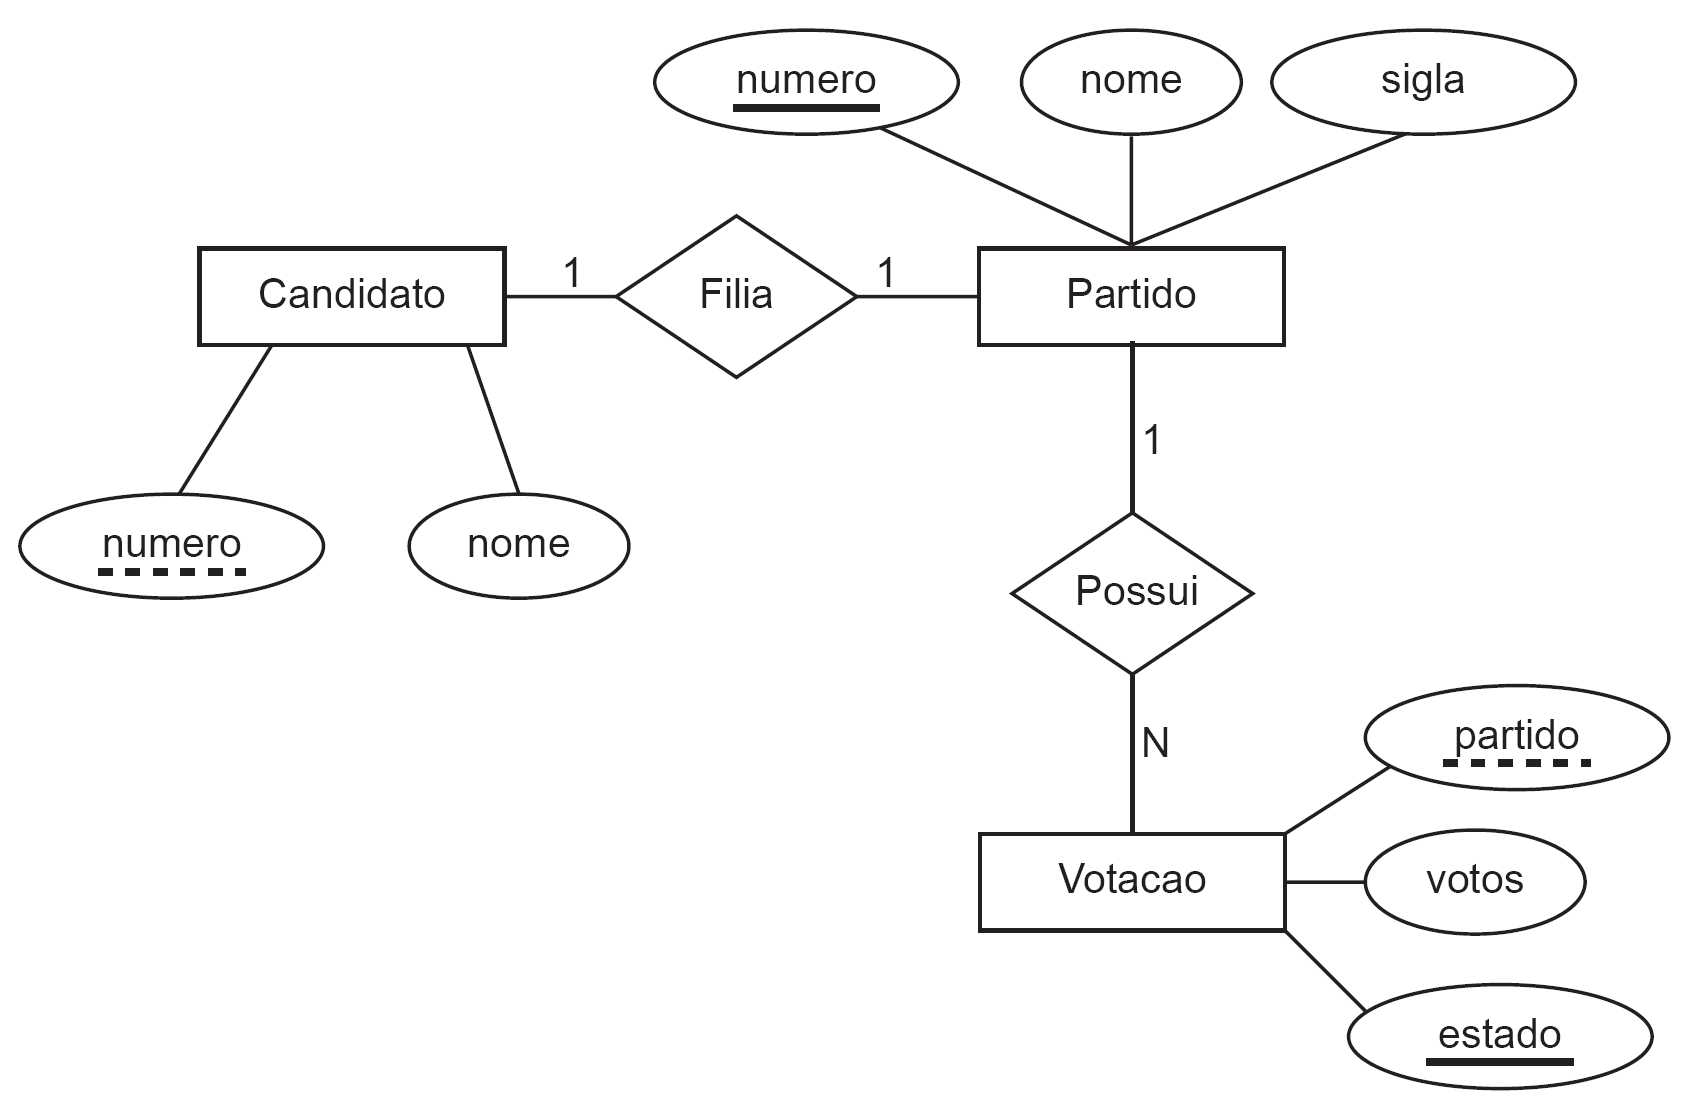 numero
nome
sigla
Candidato
1
Filia
1
Partido
1
numero
nome
Possui
N
partido
Votacao
votos
estado